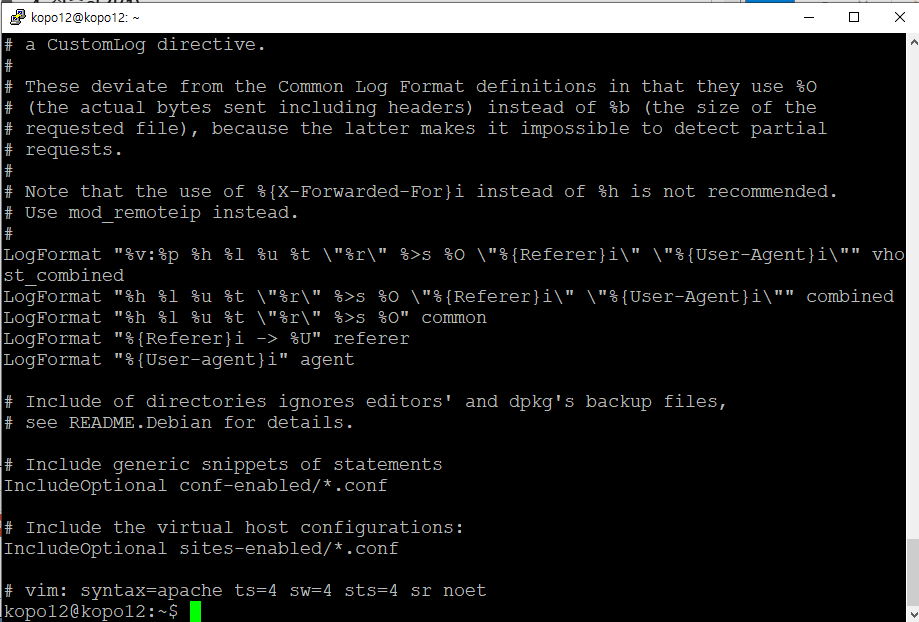 kopo12@kopo12: ~
# a CustomLog directive.
#
# These deviate from the Common Log Format definitions in that they use %O
# (the actual bytes sent including headers) instead of %b (the size of the
# requested file), because the latter makes it impossible to detect partial
# requests.
#
# Note that the use of %{X-Forwarded-For}i instead of %h is not recommended.
# Use mod_remoteip instead.
#
LogFormat "%v:%p %h %l %u %t \"%r\" %>s %O \"%{Referer}i\" \"%{User-Agent}i\"" vho
st_combined
LogFormat "%h %l %u %t \"%r\" %>s %O \"%{Referer}i\" \"%{User-Agent}i\"" combined
LogFormat "%h %l %u %t \"%r\" %>s %O" common
LogFormat "%{Referer}i -> %U" referer
LogFormat "%{User-agent}i" agent
# Include of directories ignores editors' and dpkg's backup files,
# see README.Debian for details.
# Include generic snippets of statements
IncludeOptional conf-enabled/*.conf
# Include the virtual host configurations:
IncludeOptional sites-enabled/*.conf
# vim: syntax=apache ts=4 sw=4 sts=4 sr noet
kopo12@kopo12:~$